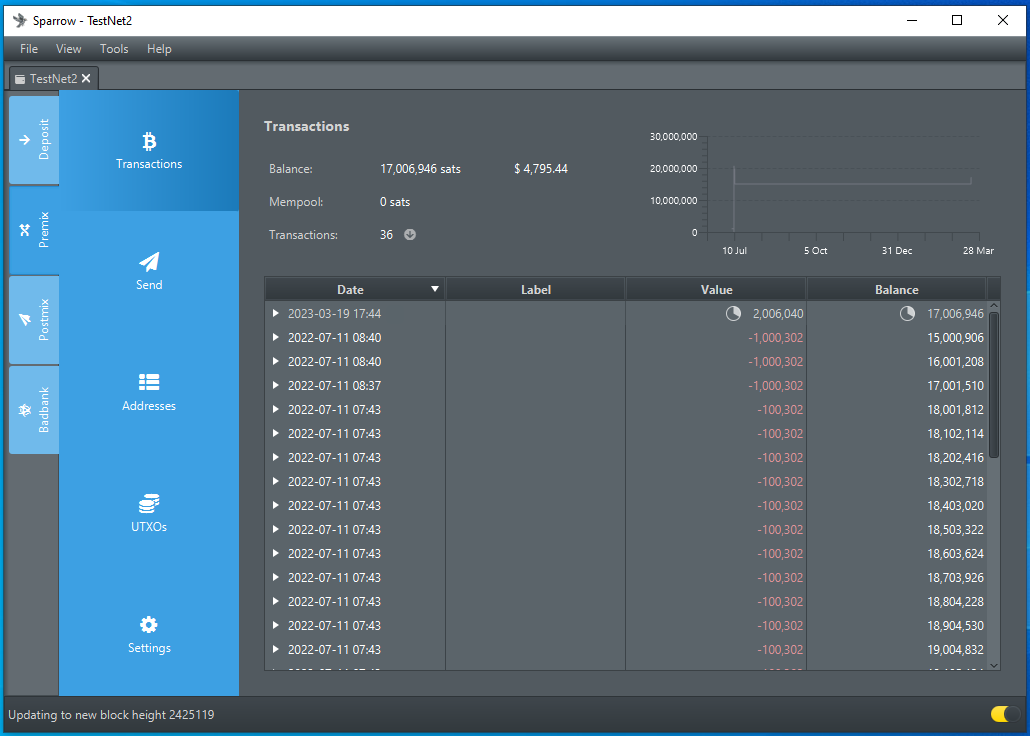 Sparrow - TestNet2
File View Tools Help
TestNet2
Deposit
Premix
Postmix
Badbank
Transactions
Send
Addresses
UTXOs
Settings
Transactions
Balance: 17,006,946 sats $ 4,795.44
Mempool: 0 sats
Transactions: 36
30,000,000
20,000,000
10,000,000
0
10 Jul 5 Oct 31 Dec 28 Mar
Date Label Value Balance
2023-03-19 17:44 2,006,040 17,006,946
2022-07-11 08:40 -1,000,302 15,000,906
2022-07-11 08:40 -1,000,302 16,001,208
2022-07-11 08:37 -1,000,302 17,001,510
2022-07-11 07:43 -100,302 18,001,812
2022-07-11 07:43 -100,302 18,102,114
2022-07-11 07:43 -100,302 18,202,416
2022-07-11 07:43 -100,302 18,302,718
2022-07-11 07:43 -100,302 18,403,020
2022-07-11 07:43 -100,302 18,503,322
2022-07-11 07:43 -100,302 18,603,624
2022-07-11 07:43 -100,302 18,703,926
2022-07-11 07:43 -100,302 18,804,228
2022-07-11 07:43 -100,302 18,904,530
2022-07-11 07:43 -100,302 19,004,832
Updating to new block height 2425119